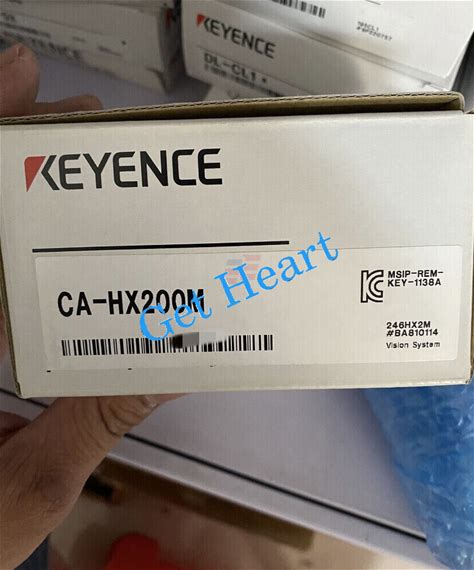 KEYENCE
DL-CL1
KEYENCE
CA-HX200M
Get Heart
MSIP-REM-
KEY-1138A
246HX2M
#BA810114
Vision System